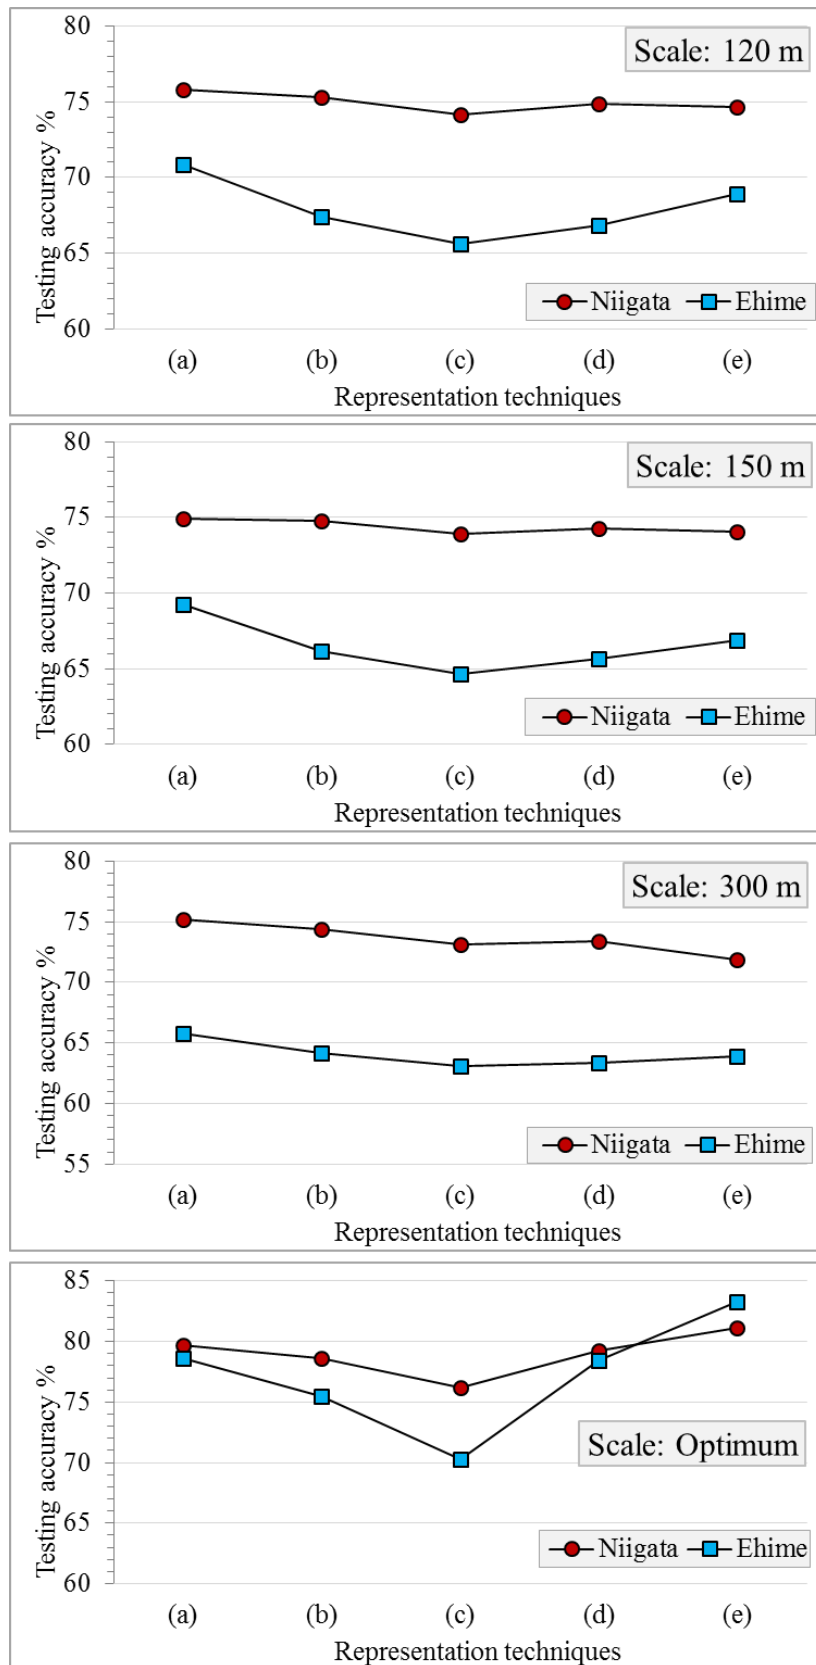 80
Scale: 120 m
75
70
65
60
Testing accuracy %
Niigata Ehime
(a) (b) (c) (d) (e)
Representation techniques
80
Scale: 150 m
75
70
65
60
Testing accuracy %
Niigata Ehime
(a) (b) (c) (d) (e)
Representation techniques
80
Scale: 300 m
75
70
65
60
55
Testing accuracy %
Niigata Ehime
(a) (b) (c) (d) (e)
Representation techniques
85
80
75
Scale: Optimum
70
65
60
Testing accuracy %
Niigata Ehime
(a) (b) (c) (d) (e)
Representation techniques